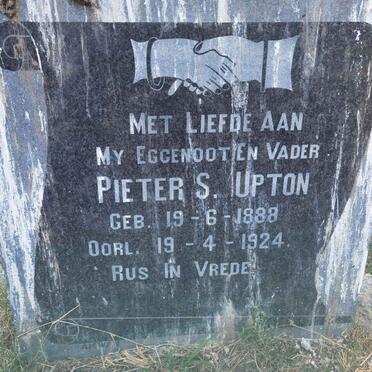 MET LIEFDE AAN
MY EGGENOOT EN VADER
PIETER S. UPTON
GEB. 19-6-1888
OORL. 19-4-1924.
RUS IN VREDE.